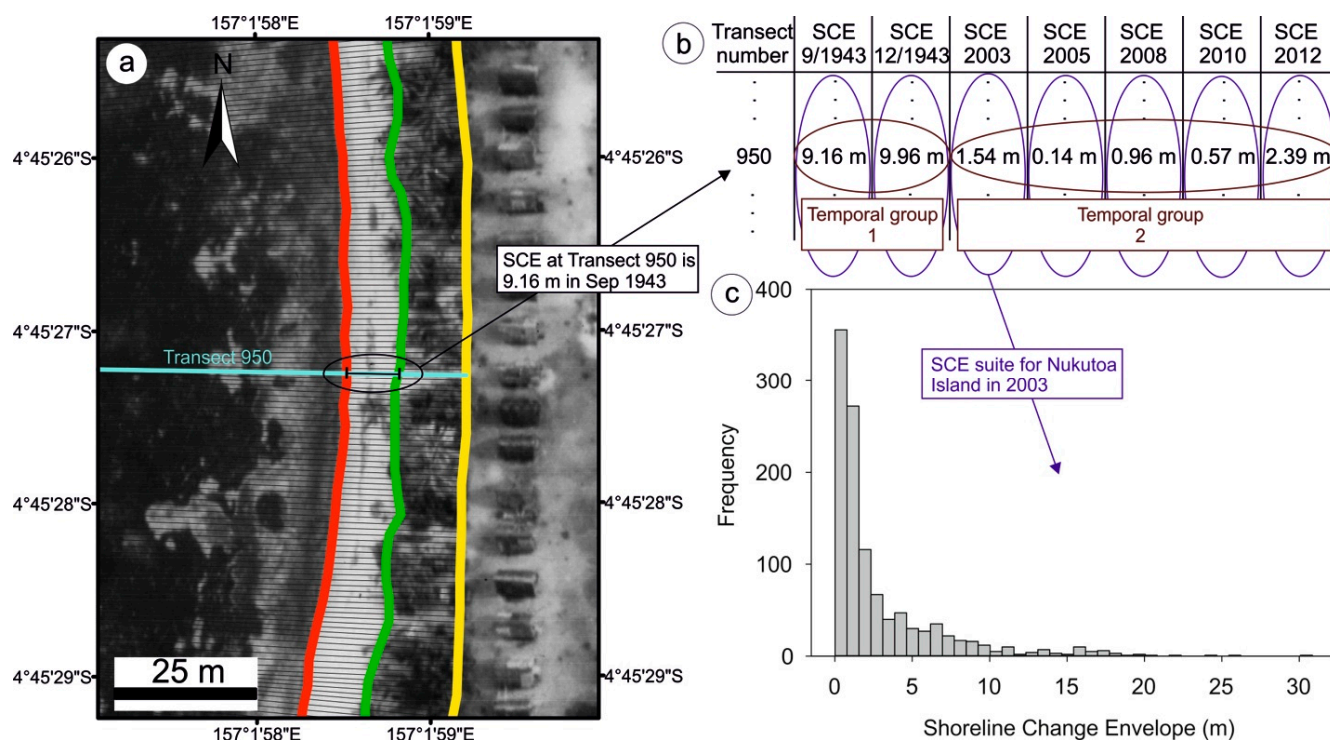 157°1'58"E 157°1'59"E
a
N
4°45'26"S 4°45'26"S
4°45'27"S 4°45'27"S
4°45'28"S 4°45'28"S
4°45'29"S 4°45'29"S
Transect 950
25 m
157°1'58"E 157°1'59"E
SCE at Transect 950 is
9.16 m in Sep 1943
b
Transect SCE SCE SCE SCE SCE SCE SCE
number 9/1943 12/1943 2003 2005 2008 2010 2012
950 9.16 m 9.96 m 1.54 m 0.14 m 0.96 m 0.57 m 2.39 m
Temporal group Temporal group
1 2
c
400
300
200
100
0
Frequency
SCE suite for Nukutoa
Island in 2003
0 5 10 15 20 25 30
Shoreline Change Envelope (m)